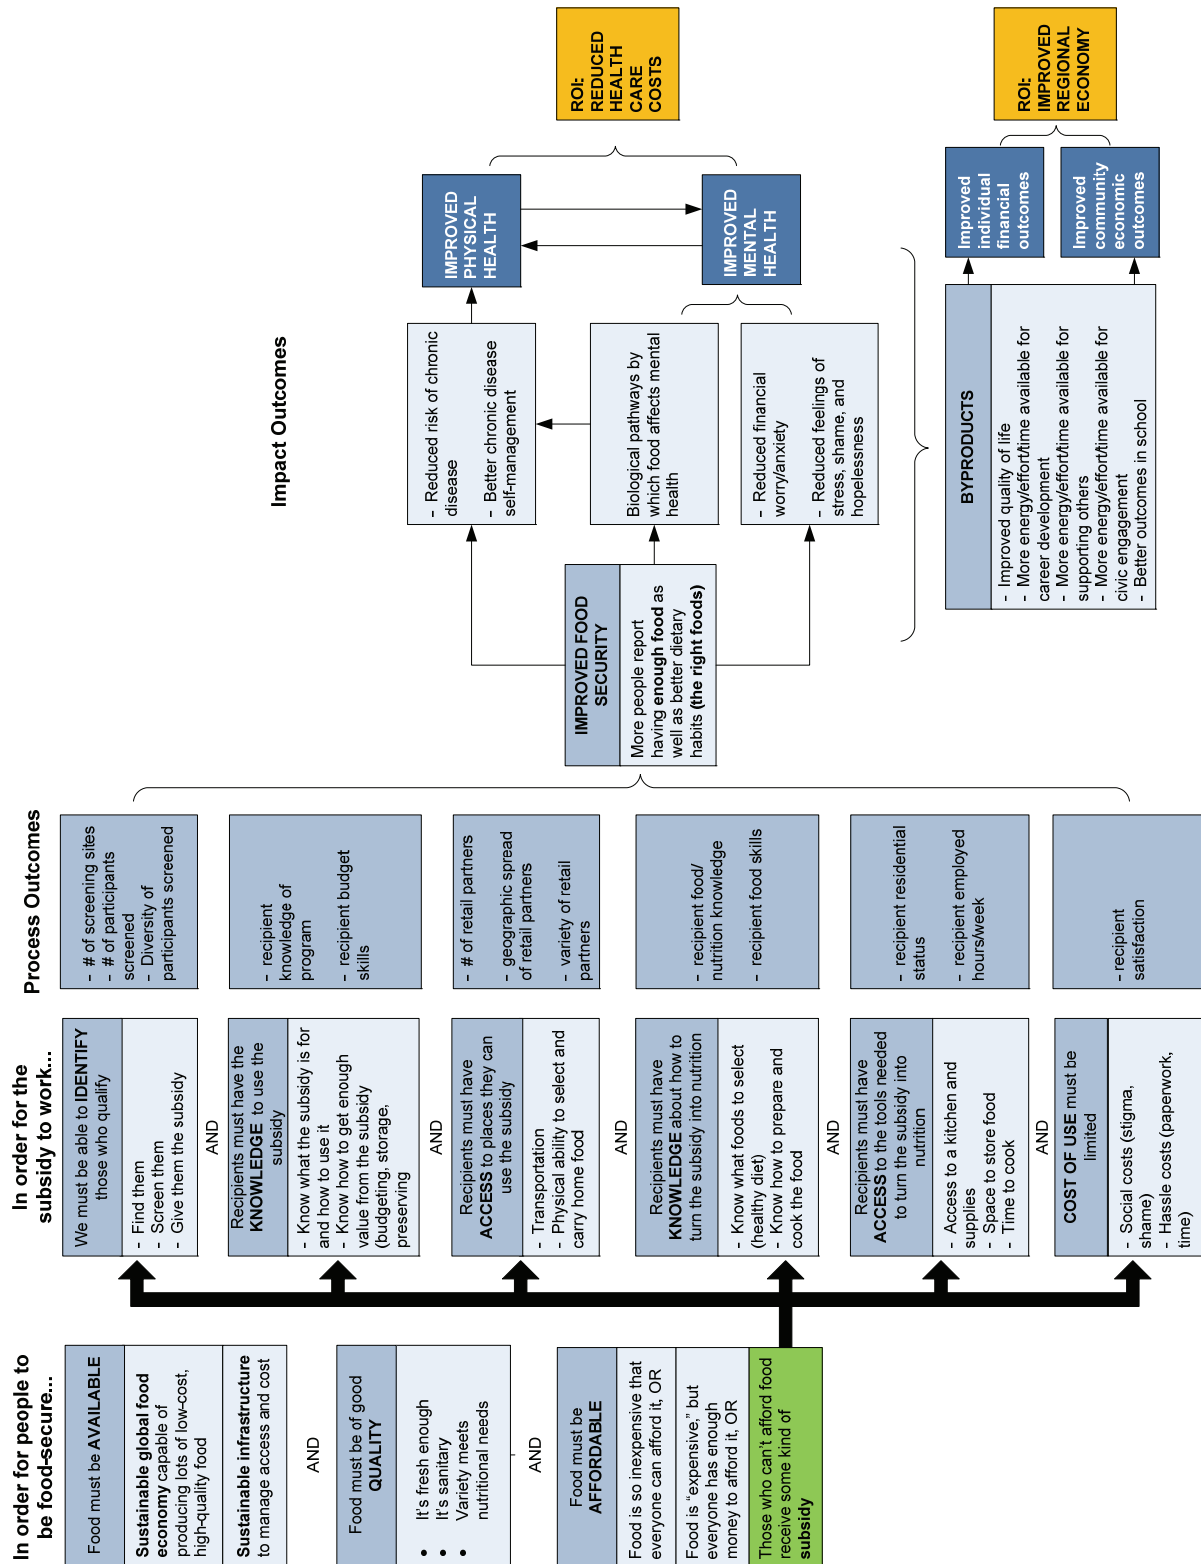 In order for people to
be food-secure...
Food must be AVAILABLE
Sustainable global food
economy capable of
producing lots of low-cost,
high-quality food
Sustainable infrastructure
to manage access and cost
AND
Food must be of good
QUALITY
• It's fresh enough
• It's sanitary
• Variety meets
nutritional needs
AND
Food must be
AFFORDABLE
Food is so inexpensive that
everyone can afford it, OR
Food is "expensive," but
everyone has enough
money to afford it, OR
Those who can't afford food
receive some kind of
subsidy
In order for the
subsidy to work...
We must be able to IDENTIFY
those who qualify
- Find them
- Screen them
- Give them the subsidy
AND
Recipients must have the
KNOWLEDGE to use the
subsidy
- Know what the subsidy is for
and how to use it
- Know how to get enough
value from the subsidy
(budgeting, storage,
preserving
AND
Recipients must have
ACCESS to places they can
use the subsidy
- Transportation
- Physical ability to select and
carry home food
AND
Recipients must have
KNOWLEDGE about how to
turn the subsidy into nutrition
- Know what foods to select
(healthy diet)
- Know how to prepare and
cook the food
AND
Recipients must have
ACCESS to the tools needed
to turn the subsidy into
nutrition
- Access to a kitchen and
supplies
- Space to store food
- Time to cook
AND
COST OF USE must be
limited
- Social costs (stigma,
shame)
- Hassle costs (paperwork,
time)
Process Outcomes
- # of screening sites
- # of participants
screened
- Diversity of
participants screened
- recipient
knowledge of
program
- recipient budget
skills
- # of retail partners
- geographic spread
of retail partners
- variety of retail
partners
- recipient food/
nutrition knowledge
- recipient food skills
- recipient residential
status
- recipient employed
hours/week
- recipient
satisfaction
Impact Outcomes
IMPROVED FOOD
SECURITY
More people report
having enough food as
well as better dietary
habits (the right foods)
- Reduced risk of chronic
disease
- Better chronic disease
self-management
Biological pathways by
which food affects mental
health
- Reduced financial
worry/anxiety
- Reduced feelings of
stress, shame, and
hopelessness
IMPROVED
PHYSICAL
HEALTH
IMPROVED
MENTAL
HEALTH
ROI:
REDUCED
HEALTH
CARE
COSTS
BYPRODUCTS
- Improved quality of life
- More energy/effort/time available for
career development
- More energy/effort/time available for
supporting others
- More energy/effort/time available for
civic engagement
- Better outcomes in school
Improved
individual
financial
outcomes
Improved
community
economic
outcomes
ROI:
IMPROVED
REGIONAL
ECONOMY